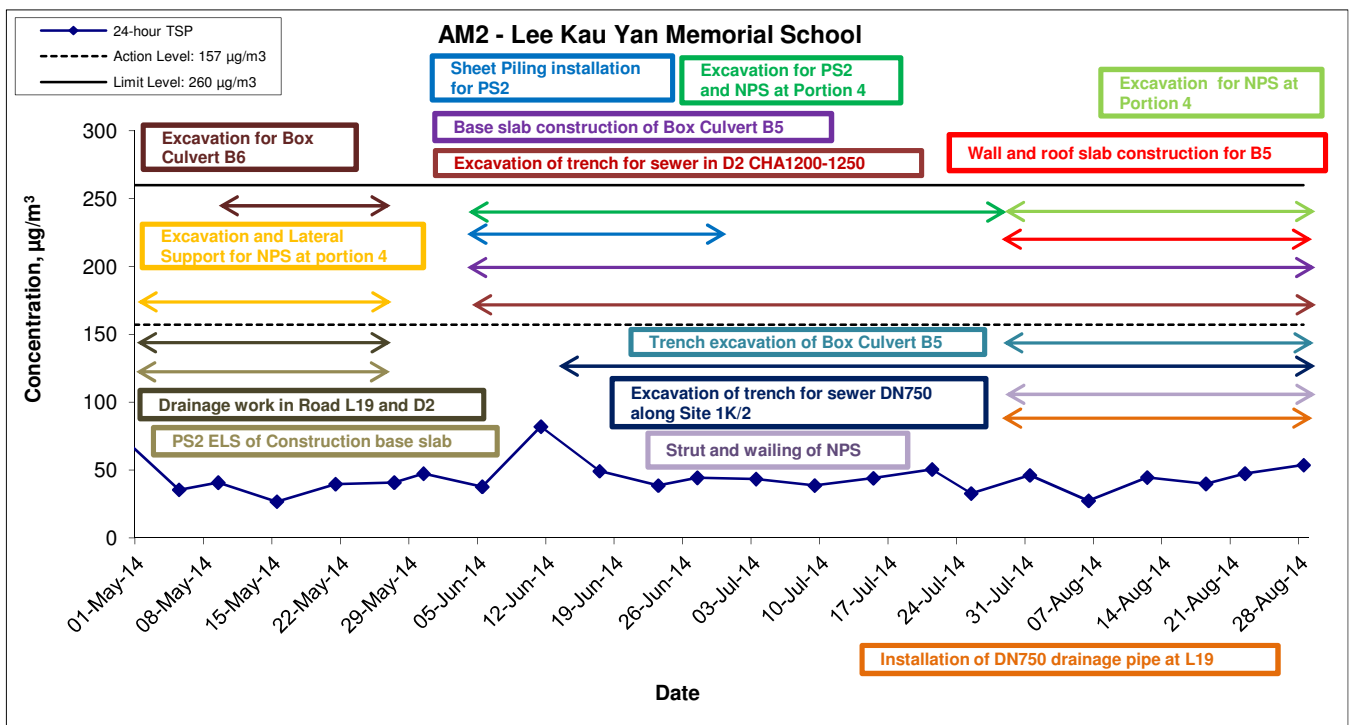 24-hour TSP
Action Level: 157 µg/m3
Limit Level: 260 µg/m3
AM2 - Lee Kau Yan Memorial School
Sheet Piling installation
for PS2
Excavation for PS2
and NPS at Portion 4
Excavation for NPS at
Portion 4
Base slab construction of Box Culvert B5
Excavation for Box
Culvert B6
Excavation of trench for sewer in D2 CHA1200-1250
Wall and roof slab construction for B5
Excavation and Lateral
Support for NPS at portion 4
Trench excavation of Box Culvert B5
Drainage work in Road L19 and D2
Excavation of trench for sewer DN750
along Site 1K/2
PS2 ELS of Construction base slab
Strut and wailing of NPS
Concentration, µg/m³
300
250
200
150
100
50
0
01-May-14
08-May-14
15-May-14
22-May-14
29-May-14
05-Jun-14
12-Jun-14
19-Jun-14
26-Jun-14
03-Jul-14
10-Jul-14
17-Jul-14
24-Jul-14
31-Jul-14
07-Aug-14
14-Aug-14
21-Aug-14
28-Aug-14
Installation of DN750 drainage pipe at L19
Date